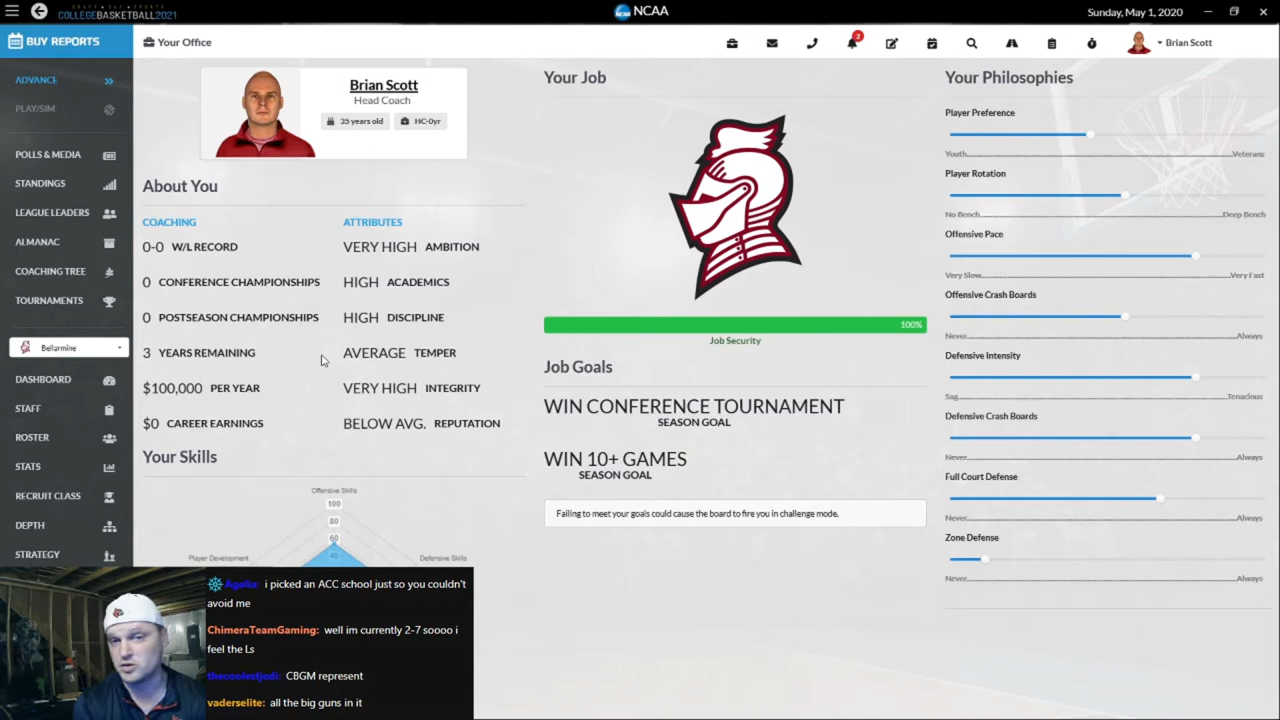 DRAFT DAY SPORTS
COLLEGEBASKETBALL2021
NCAA
Sunday, May 1, 2020
BUY REPORTS
Your Office
2
Brian Scott
ADVANCE
PLAY/SIM
POLLS & MEDIA
STANDINGS
LEAGUE LEADERS
ALMANAC
COACHING TREE
TOURNAMENTS
Bellarmine
DASHBOARD
STAFF
ROSTER
STATS
RECRUIT CLASS
DEPTH
STRATEGY
Brian Scott
Head Coach
35 years old
HC-0yr
About You
COACHING
0-0 W/L RECORD
0 CONFERENCE CHAMPIONSHIPS
0 POSTSEASON CHAMPIONSHIPS
3 YEARS REMAINING
$100,000 PER YEAR
$0 CAREER EARNINGS
ATTRIBUTES
VERY HIGH AMBITION
HIGH ACADEMICS
HIGH DISCIPLINE
AVERAGE TEMPER
VERY HIGH INTEGRITY
BELOW AVG. REPUTATION
Your Skills
Offensive Skills
100
80
60
40
Player Development
Defensive Skills
Your Job
100%
Job Security
Job Goals
WIN CONFERENCE TOURNAMENT
SEASON GOAL
WIN 10+ GAMES
SEASON GOAL
Failing to meet your goals could cause the board to fire you in challenge mode.
Your Philosophies
Player Preference
Youth Veterans
Player Rotation
No Bench Deep Bench
Offensive Pace
Very Slow Very Fast
Offensive Crash Boards
Never Always
Defensive Intensity
Sag Tenacious
Defensive Crash Boards
Never Always
Full Court Defense
Never Always
Zone Defense
Never Always
Agalia: i picked an ACC school just so you couldn't
avoid me
ChimeraTeamGaming: well im currently 2-7 soooo i
feel the Ls
thecoolestjedi: CBGM represent
vaderselite: all the big guns in it